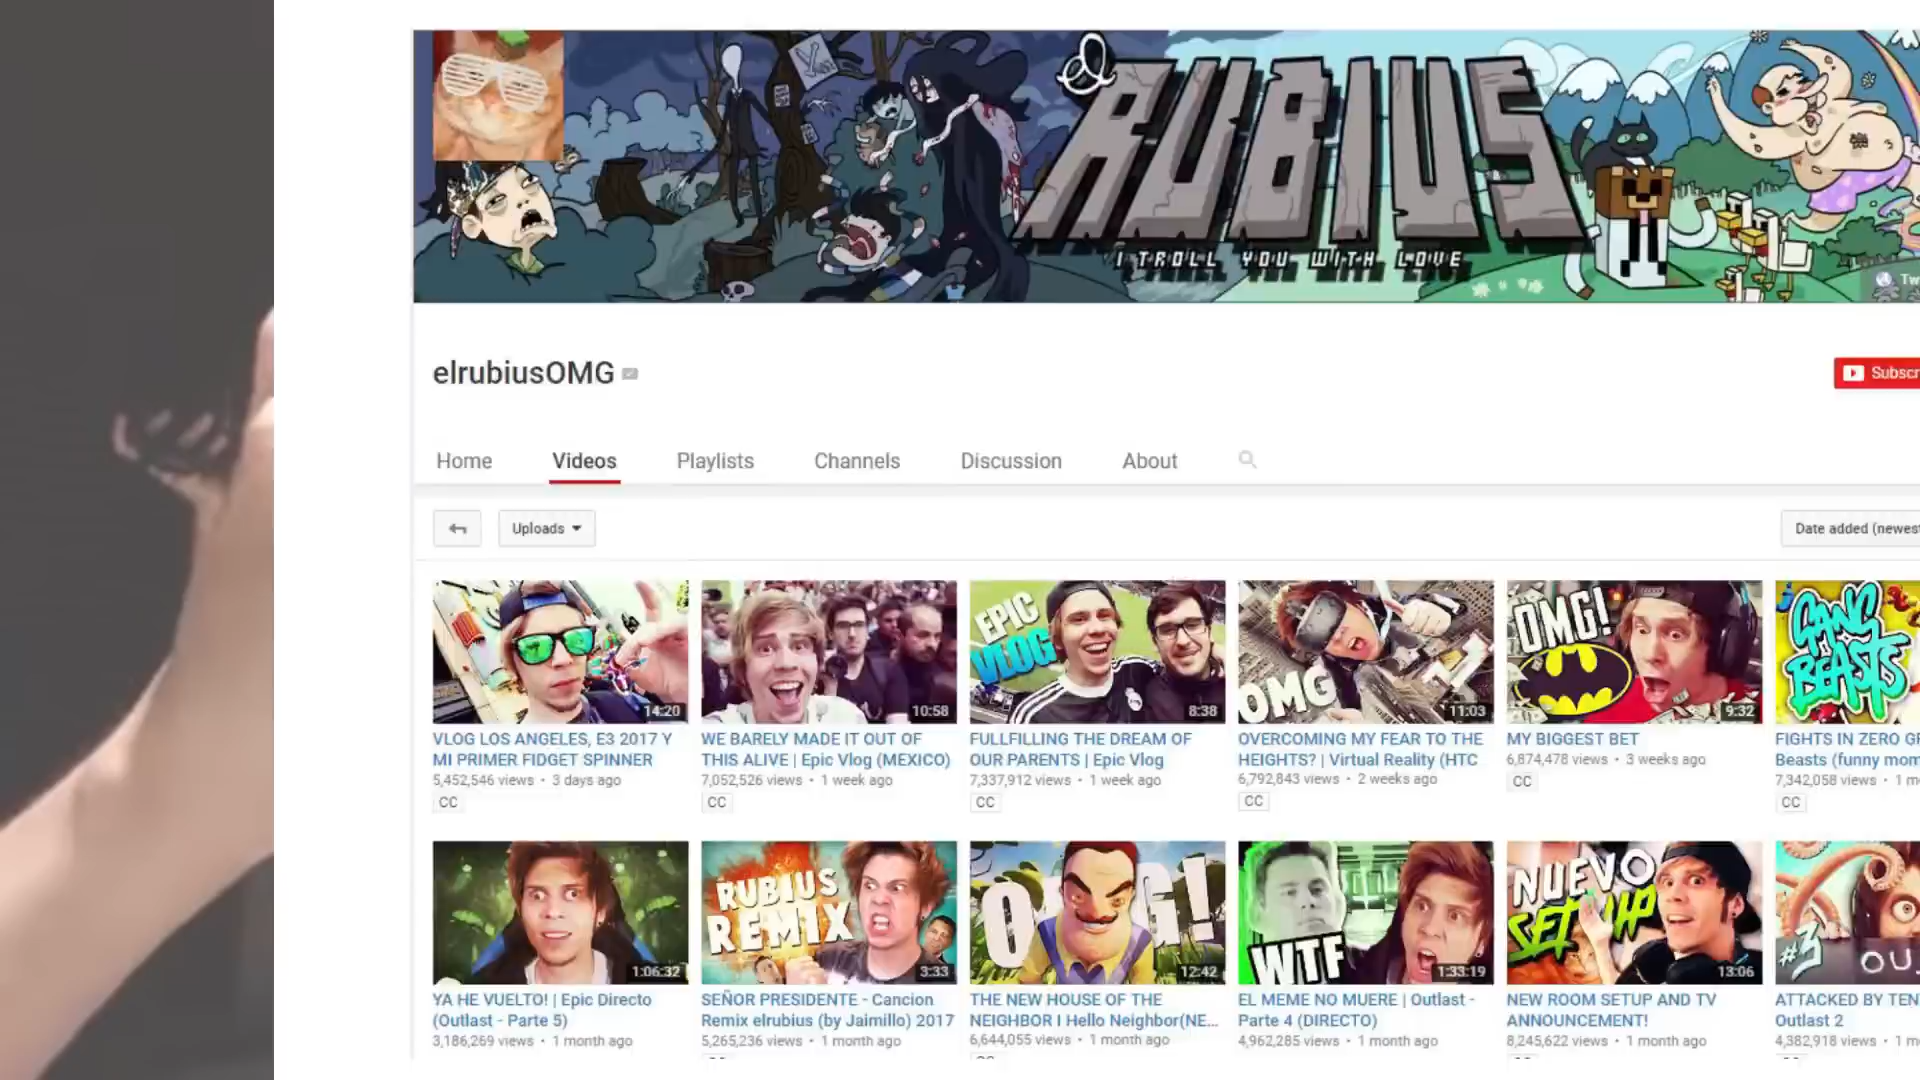 el
RUBIUS
I TROLL YOU WITH LOVE
Tw
elrubiusOMG
Subscr
Home Videos Playlists Channels Discussion About
Uploads
Date added (newest
14:20
10:58
EPIC VLOG
8:38
OMG
11:03
OMG!
9:32
GANG BEASTS
VLOG LOS ANGELES, E3 2017 Y
MI PRIMER FIDGET SPINNER
5,452,546 views • 3 days ago
CC
WE BARELY MADE IT OUT OF
THIS ALIVE | Epic Vlog (MEXICO)
7,052,526 views • 1 week ago
CC
FULLFILLING THE DREAM OF
OUR PARENTS | Epic Vlog
7,337,912 views • 1 week ago
CC
OVERCOMING MY FEAR TO THE
HEIGHTS? | Virtual Reality (HTC
6,792,843 views • 2 weeks ago
CC
MY BIGGEST BET
6,874,478 views • 3 weeks ago
CC
FIGHTS IN ZERO GR
Beasts (funny mom
7,342,058 views • 1 m
CC
1:06:32
RUBIUS
REMIX
3:33
OMG!
12:42
WTF
1:33:19
NUEVO
SETUP
13:06
#3
OU
YA HE VUELTO! | Epic Directo
(Outlast - Parte 5)
3,186,269 views • 1 month ago
SEÑOR PRESIDENTE - Cancion
Remix elrubius (by Jaimillo) 2017
5,265,236 views • 1 month ago
THE NEW HOUSE OF THE
NEIGHBOR I Hello Neighbor(NE...
6,644,055 views • 1 month ago
EL MEME NO MUERE | Outlast -
Parte 4 (DIRECTO)
4,962,285 views • 1 month ago
NEW ROOM SETUP AND TV
ANNOUNCEMENT!
8,245,622 views • 1 month ago
ATTACKED BY TEN
Outlast 2
4,382,918 views • 1 m